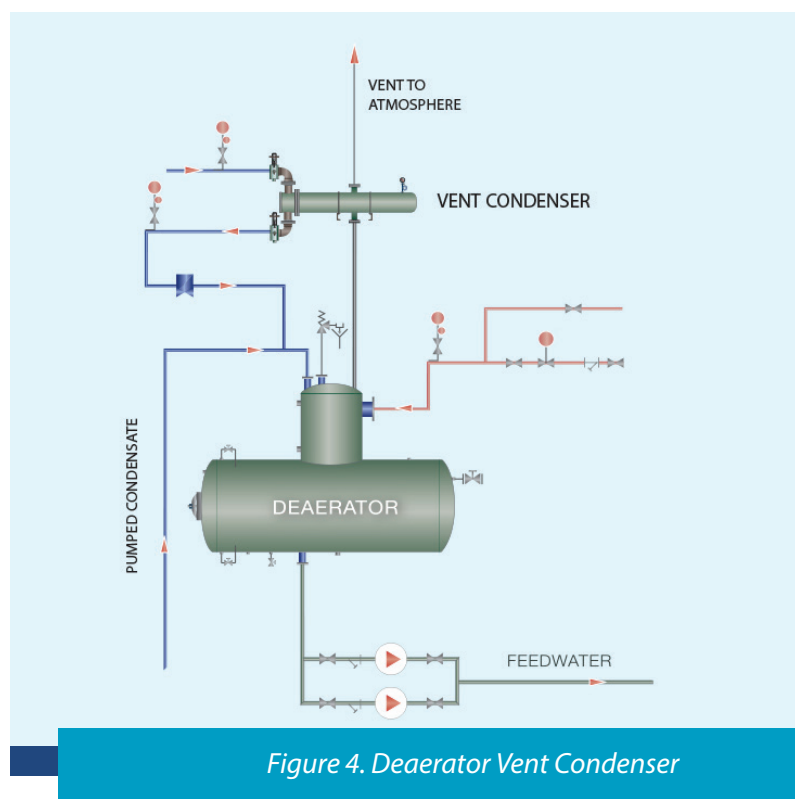 VENT TO
ATMOSPHERE
VENT CONDENSER
PUMPED CONDENSATE
DEAERATOR
FEEDWATER
Figure 4. Deaerator Vent Condenser